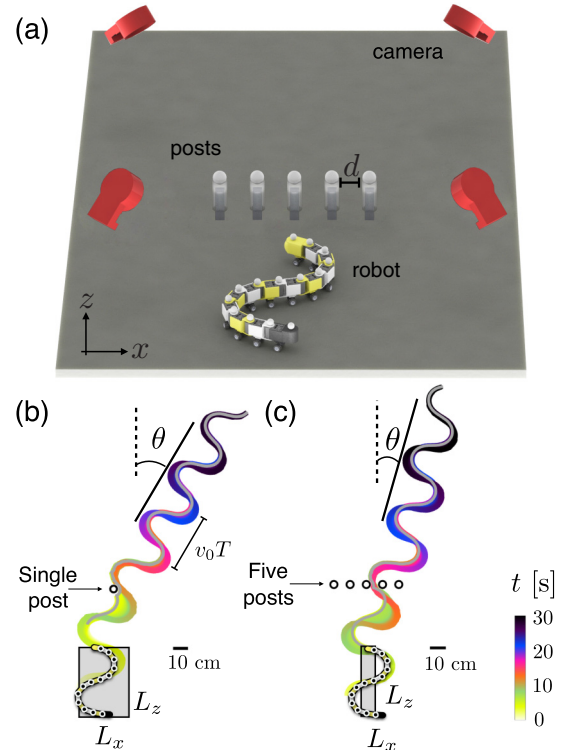 (a)
camera
posts
d
robot
z
x
(b)
(c)
θ
θ
v₀T
Single
post
Five
posts
t [s]
30
20
10
0
10 cm
10 cm
L_z
L_z
L_x
L_x